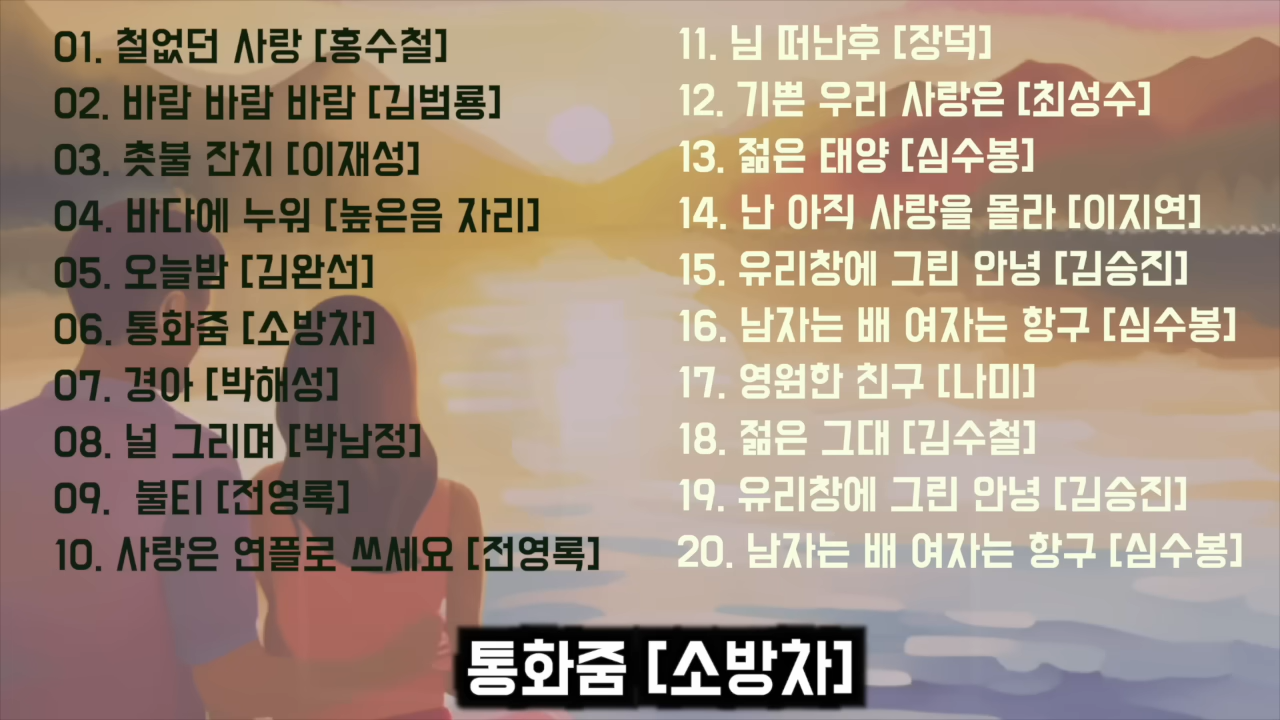 01. 철없던 사랑 [홍수철]
02. 바람 바람 바람 [김범룡]
03. 촛불 잔치 [이재성]
04. 바다에 누워 [높은음 자리]
05. 오늘밤 [김완선]
06. 통화줌 [소방차]
07. 경아 [박해성]
08. 널 그리며 [박남정]
09. 불티 [전영록]
10. 사랑은 연플로 쓰세요 [전영록]
11. 님 떠난후 [장덕]
12. 기쁜 우리 사랑은 [최성수]
13. 젊은 태양 [심수봉]
14. 난 아직 사랑을 몰라 [이지연]
15. 유리창에 그린 안녕 [김승진]
16. 남자는 배 여자는 항구 [심수봉]
17. 영원한 친구 [나미]
18. 젊은 그대 [김수철]
19. 유리창에 그린 안녕 [김승진]
20. 남자는 배 여자는 항구 [심수봉]
통화줌 [소방차]